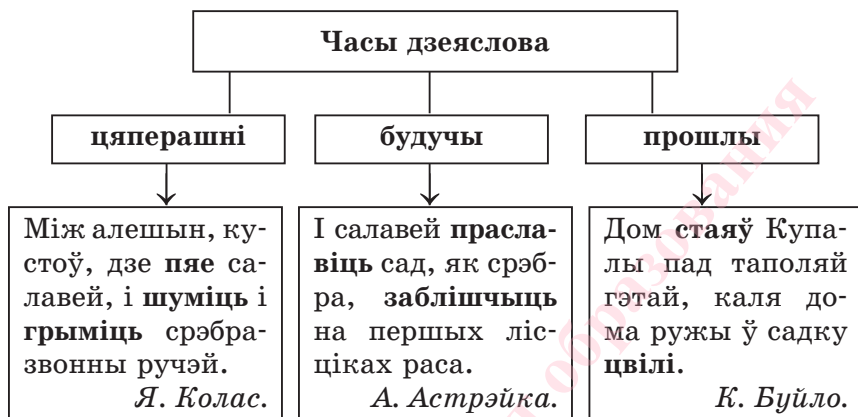 Часы дзеяслова
цяперашні
будучы
прошлы
Між алешын, ку-
стоў, дзе пяе са-
лавей, і шуміць і
грыміць срэбра-
звонны ручэй.
Я. Колас.
І салавей прасла-
віць сад, як срэб-
ра, заблішчыць
на першых ліс-
ціках раса.
А. Астрэйка.
Дом стаяў Купа-
лы пад таполяй
гэтай, каля до-
ма ружы ў садку
цвілі.
К. Буйло.
образования